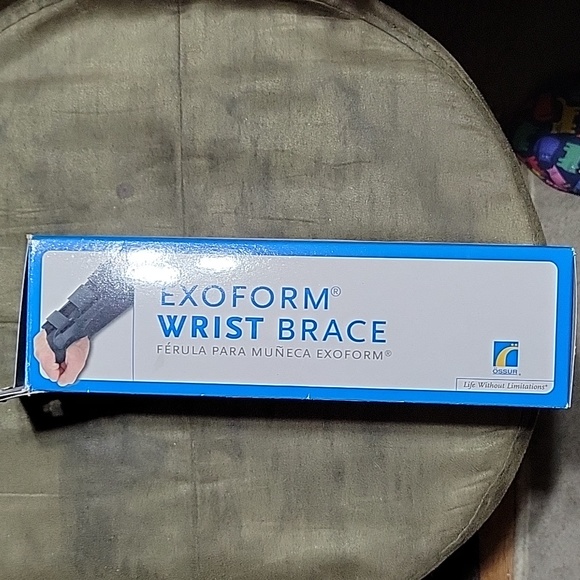 EXOFORM®
WRIST BRACE
FÉRULA PARA MUÑECA EXOFORM®
ÖSSUR®
Life Without Limitations®